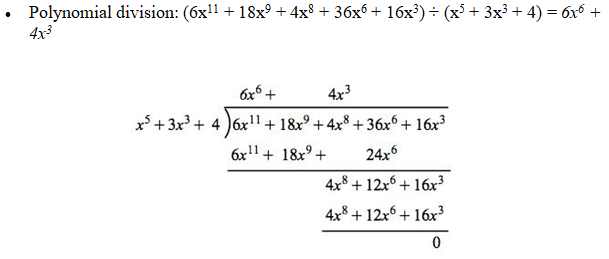 • Polynomial division: (6x¹¹ + 18x⁹ + 4x⁸ + 36x⁶ + 16x³) ÷ (x⁵ + 3x³ + 4) = 6x⁶ +
4x³
6x⁶ + 4x³
x⁵ + 3x³ + 4 )6x¹¹ + 18x⁹ + 4x⁸ + 36x⁶ + 16x³
6x¹¹ + 18x⁹ + 24x⁶
4x⁸ + 12x⁶ + 16x³
4x⁸ + 12x⁶ + 16x³
0